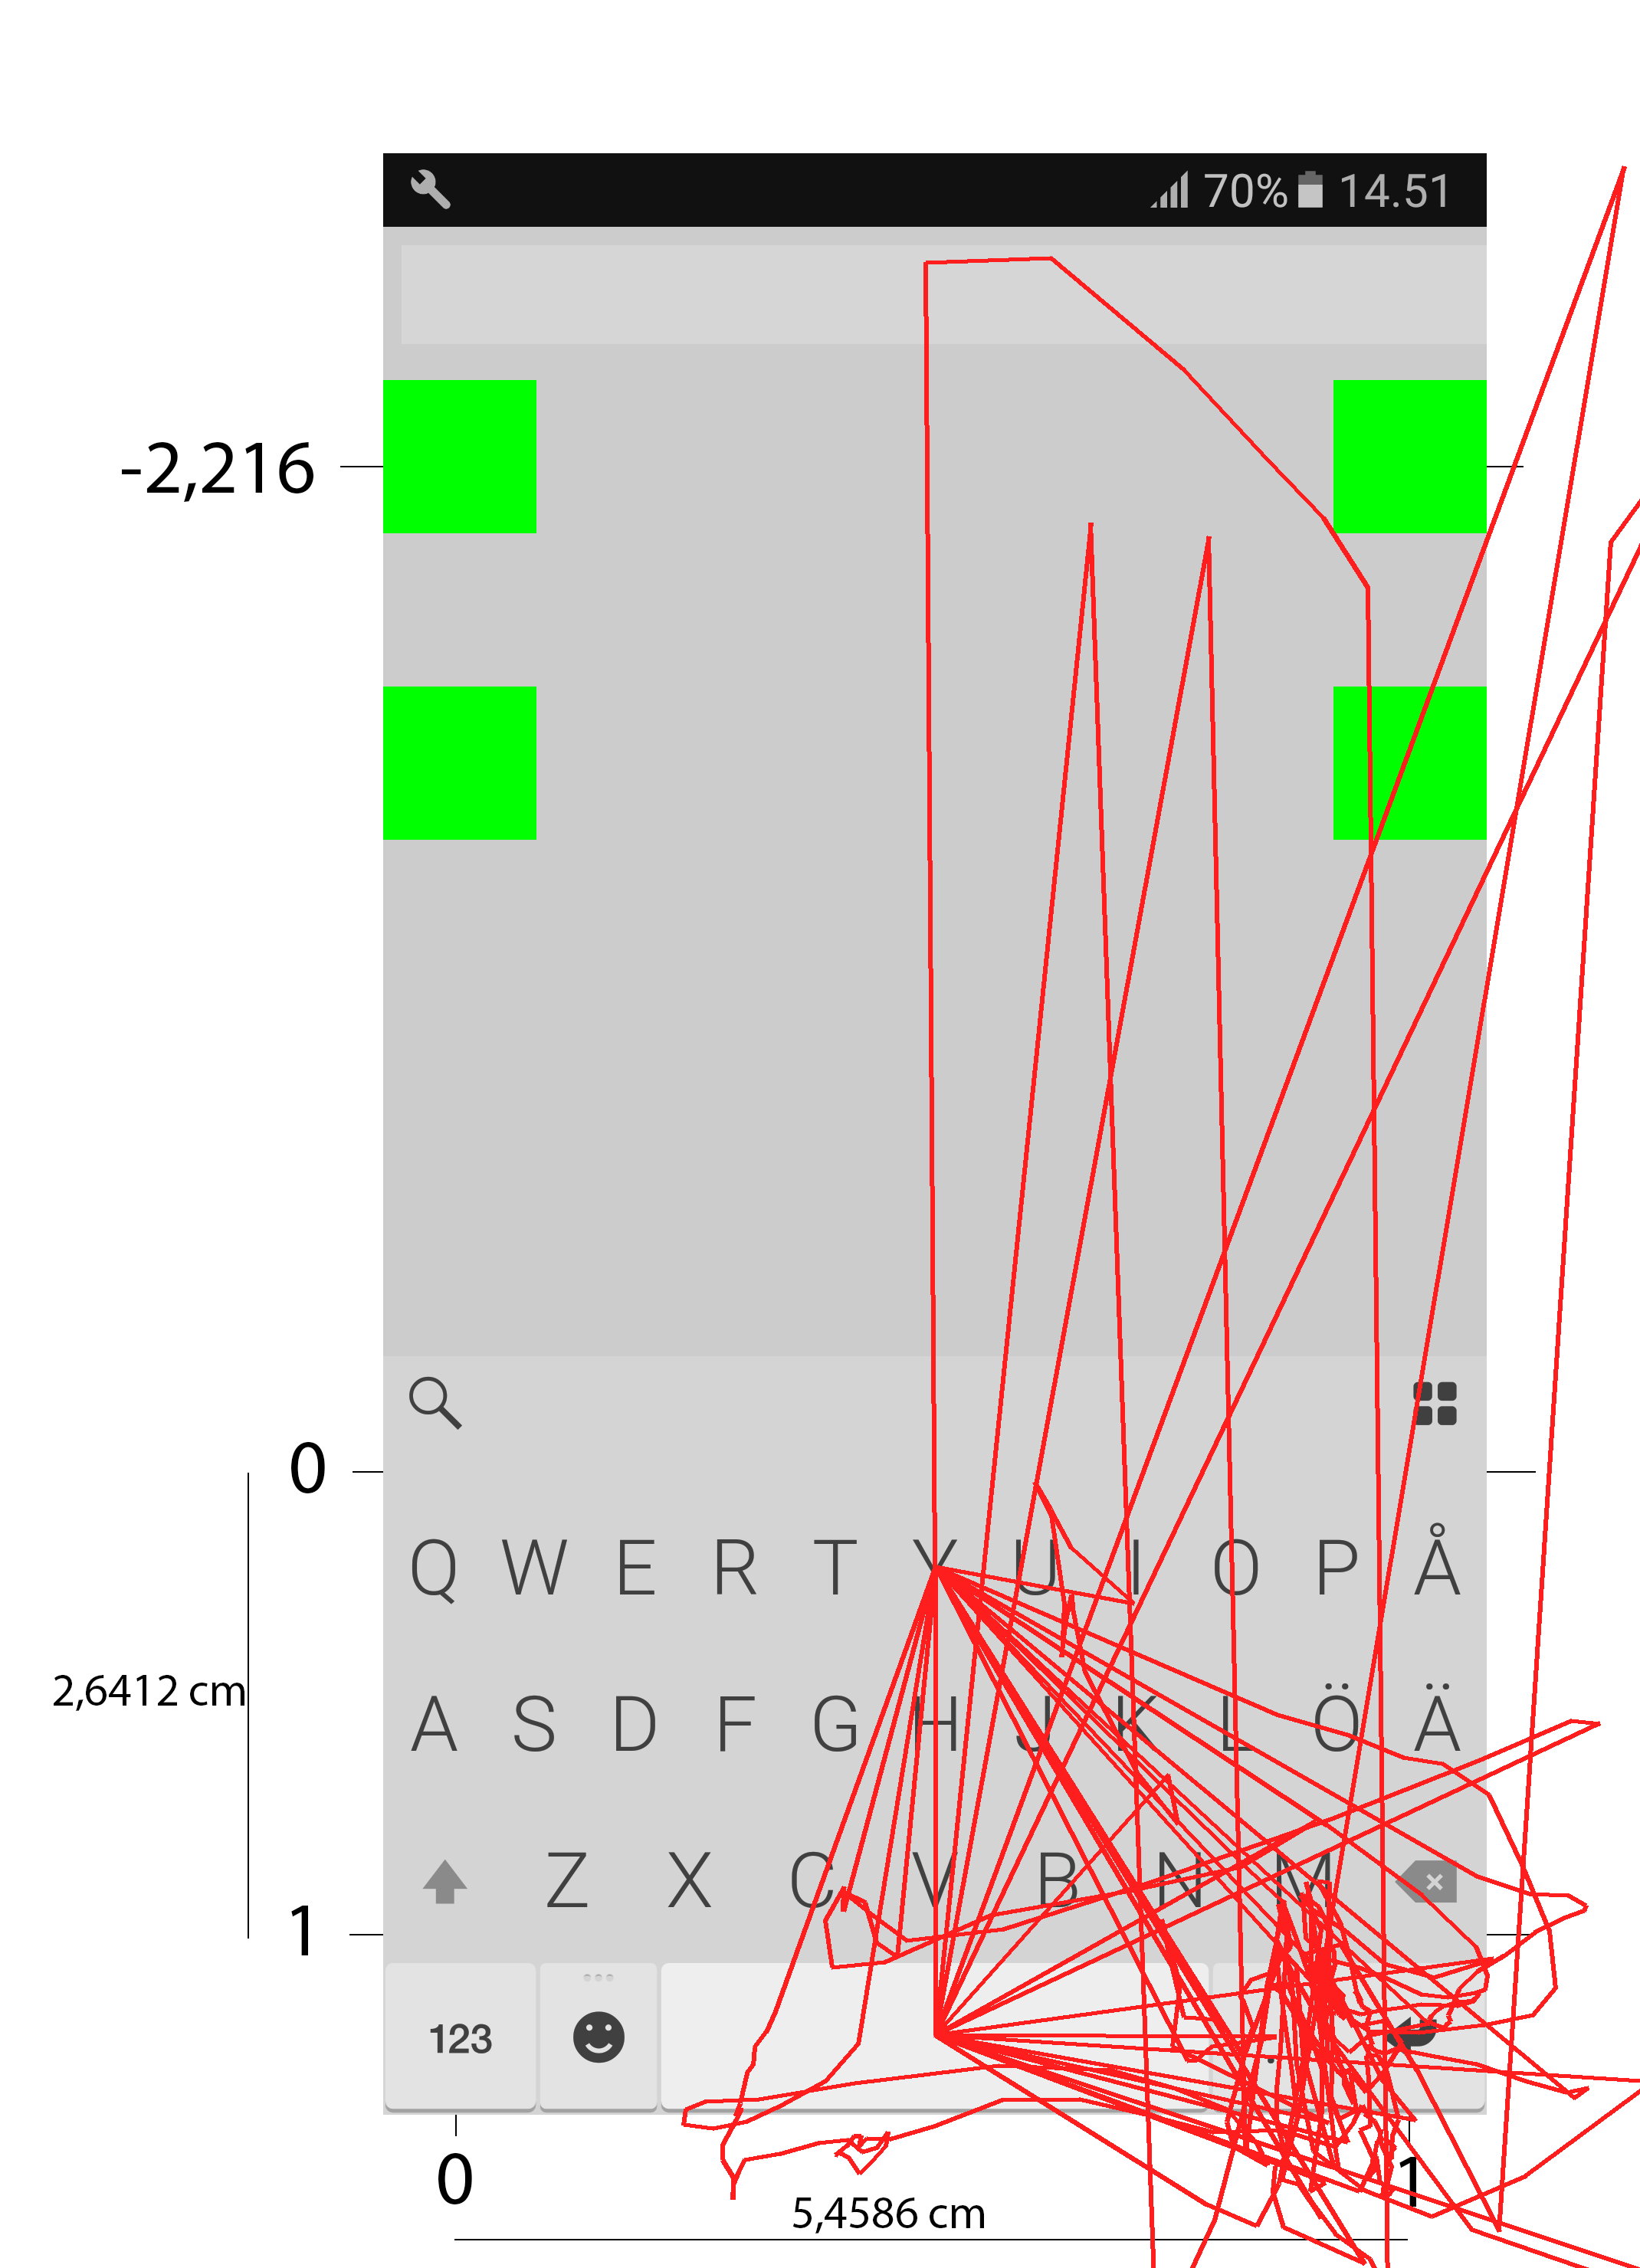 70% 14.51
-2,216
0
Q W E R T Y U I O P Å
2,6412 cm
A S D F G H J K L Ö Ä
Z X C V B N M
1
123 .
0 1
5,4586 cm